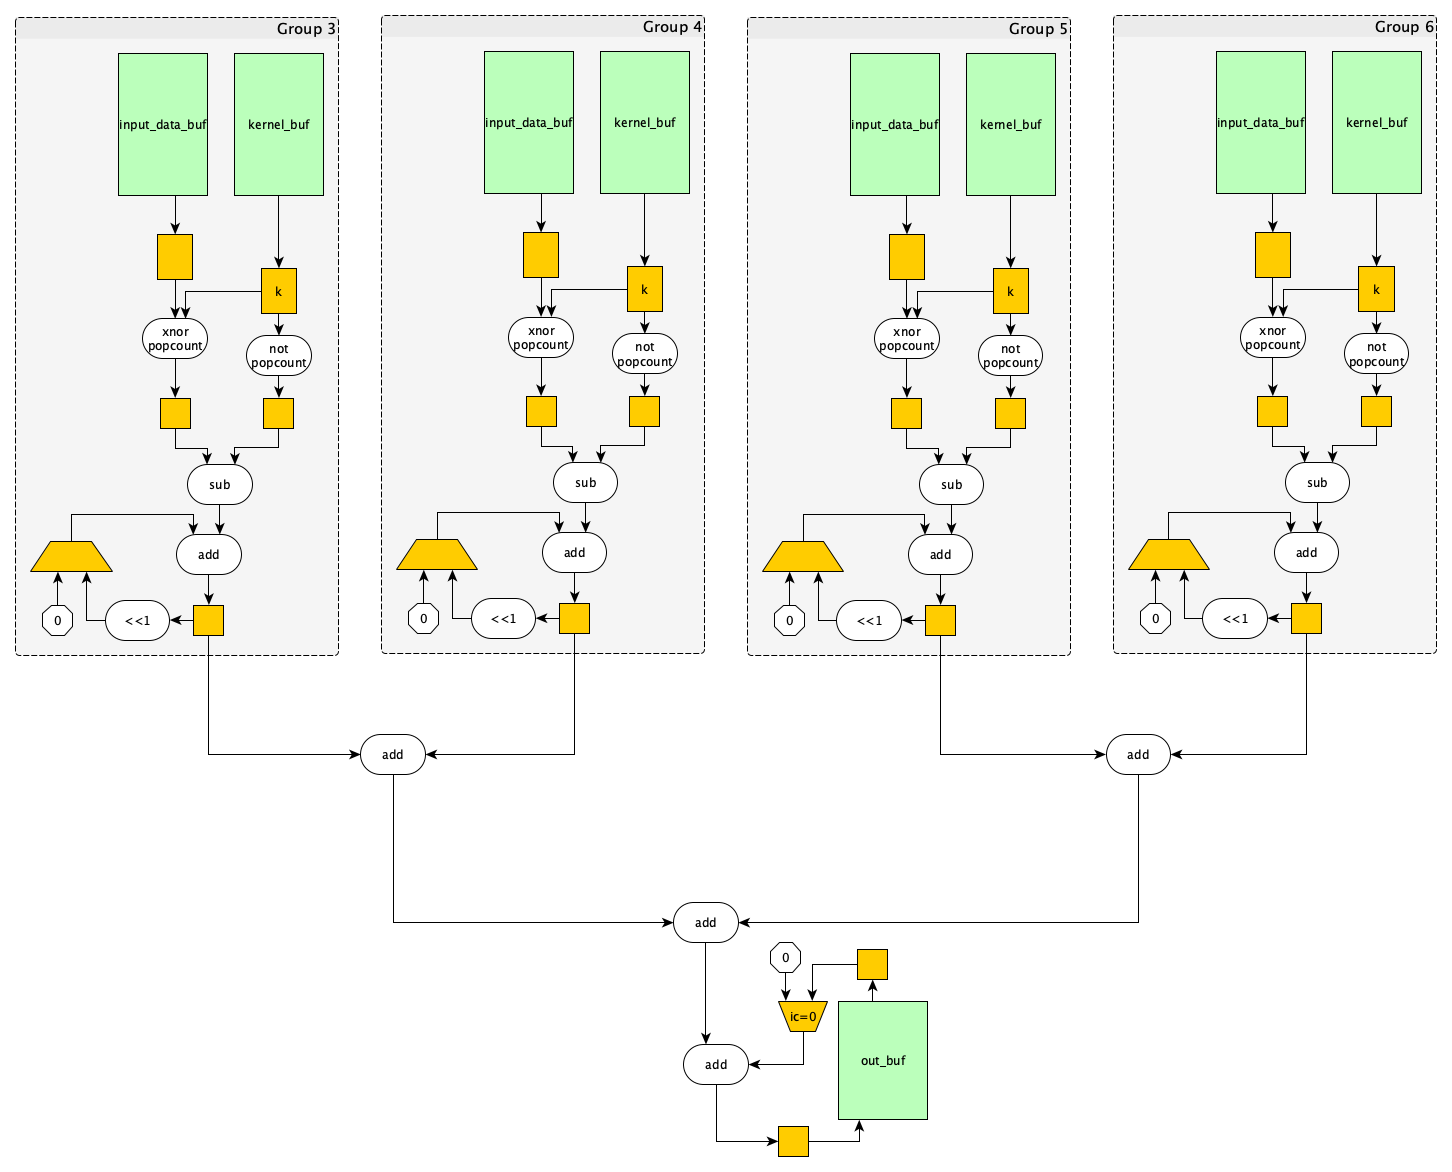 Group 3
input_data_buf
kernel_buf
k
xnor
popcount
not
popcount
sub
add
0
<<1
Group 4
input_data_buf
kernel_buf
k
xnor
popcount
not
popcount
sub
add
0
<<1
Group 5
input_data_buf
kernel_buf
k
xnor
popcount
not
popcount
sub
add
0
<<1
Group 6
input_data_buf
kernel_buf
k
xnor
popcount
not
popcount
sub
add
0
<<1
add
add
add
0
ic=0
add
out_buf